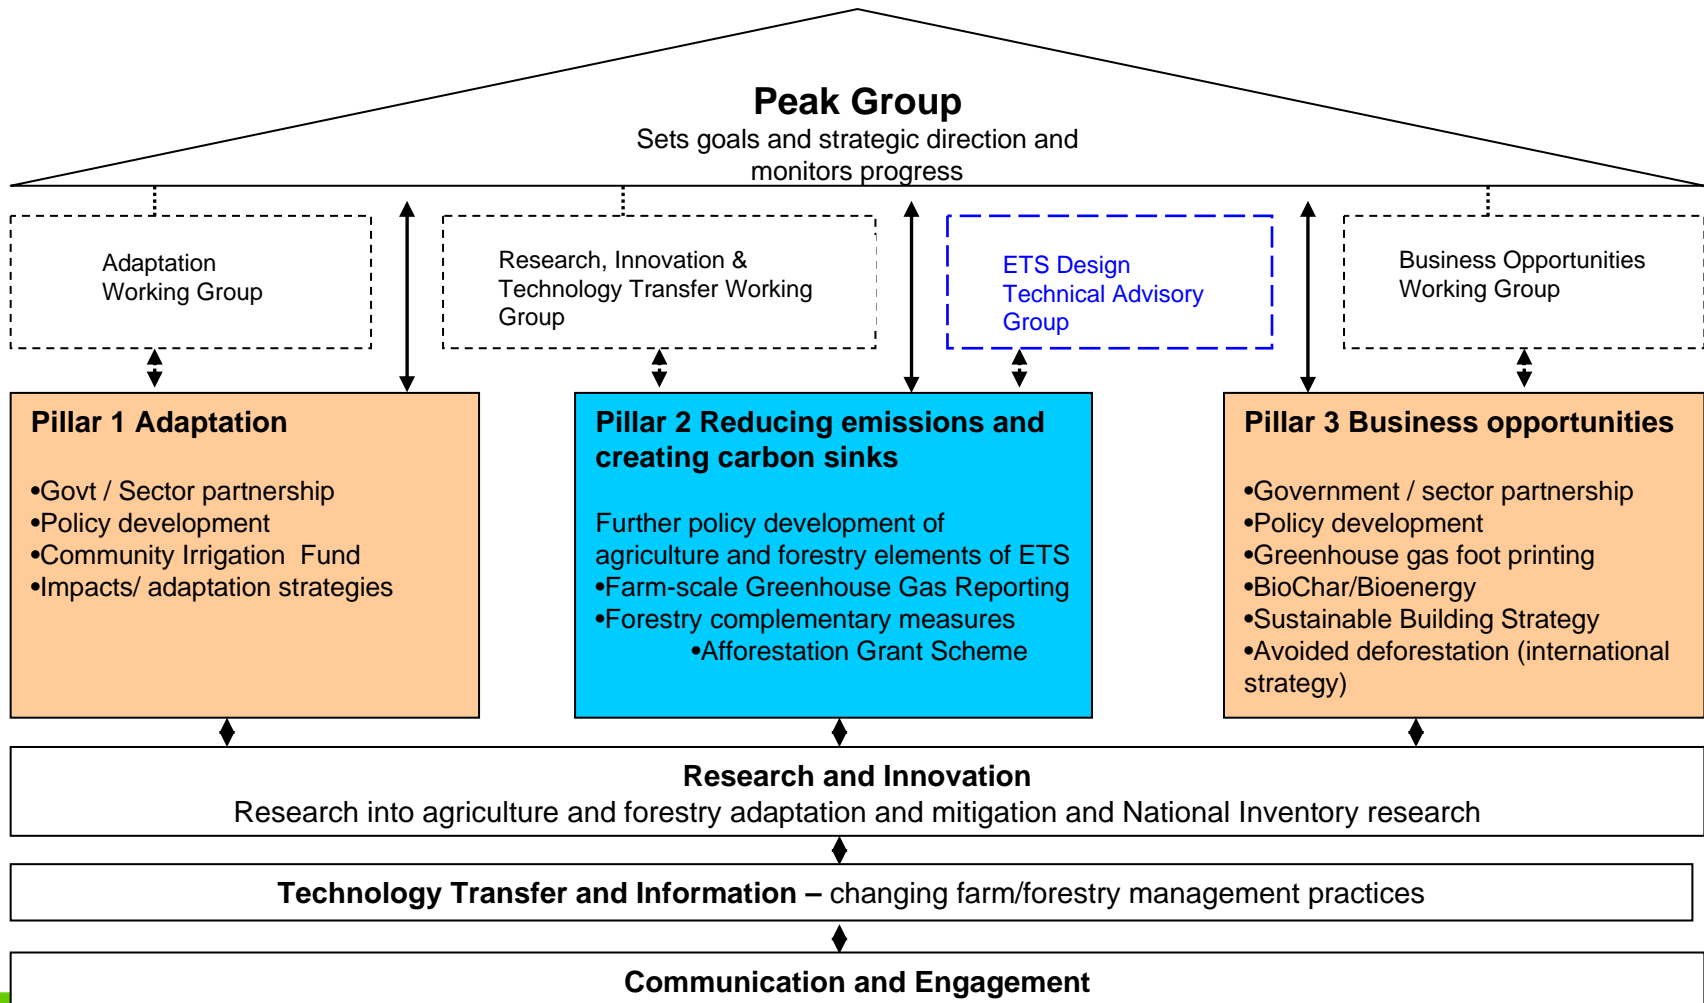 Peak Group
Sets goals and strategic direction and
monitors progress
Adaptation
Working Group
Research, Innovation &
Technology Transfer Working
Group
ETS Design
Technical Advisory
Group
Business Opportunities
Working Group
Pillar 1 Adaptation
•Govt / Sector partnership
•Policy development
•Community Irrigation  Fund
•Impacts/ adaptation strategies
Pillar 2 Reducing emissions and
creating carbon sinks
Further policy development of
agriculture and forestry elements of ETS
•Farm-scale Greenhouse Gas Reporting
•Forestry complementary measures
•Afforestation Grant Scheme
Pillar 3 Business opportunities
•Government / sector partnership
•Policy development
•Greenhouse gas foot printing
•BioChar/Bioenergy
•Sustainable Building Strategy
•Avoided deforestation (international
strategy)
Research and Innovation
Research into agriculture and forestry adaptation and mitigation and National Inventory research
Technology Transfer and Information – changing farm/forestry management practices
Communication and Engagement